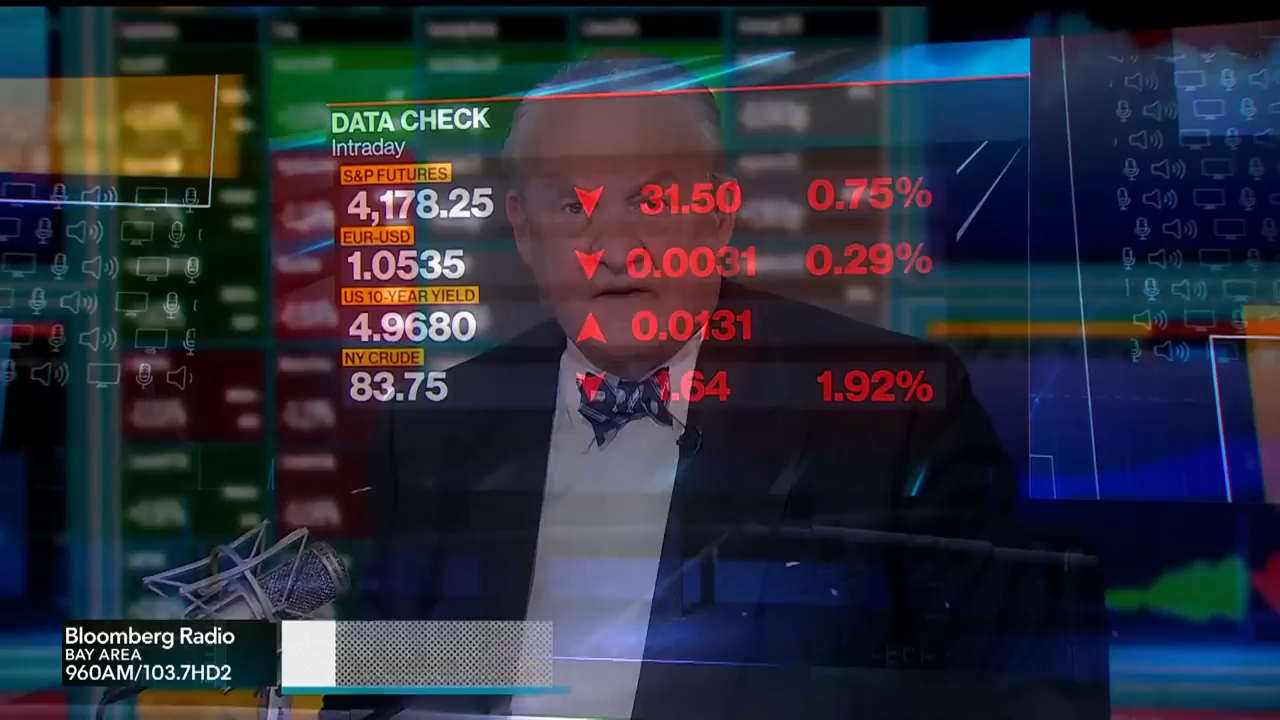 DATA CHECK
Intraday
S&P FUTURES
4,178.25 31.50 0.75%
EUR-USD
1.0535 0.0031 0.29%
US 10-YEAR YIELD
4.9680 0.0131
NY CRUDE
83.75 1.64 1.92%
Bloomberg Radio
BAY AREA
960AM/103.7HD2